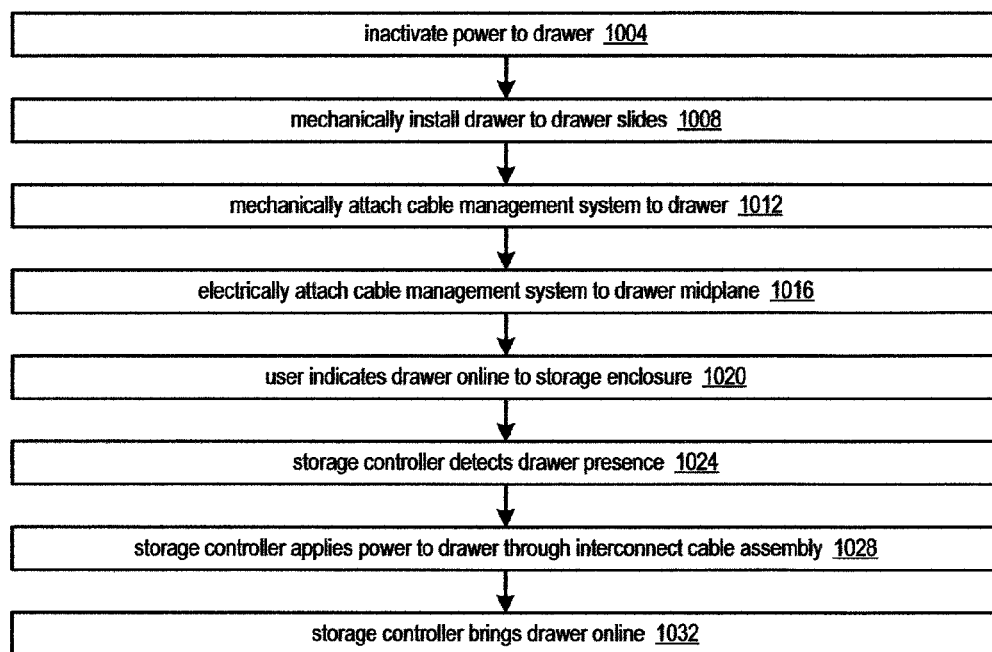 inactivate power to drawer 1004
mechanically install drawer to drawer slides 1008
mechanically attach cable management system to drawer 1012
electrically attach cable management system to drawer midplane 1016
user indicates drawer online to storage enclosure 1020
storage controller detects drawer presence 1024
storage controller applies power to drawer through interconnect cable assembly 1028
storage controller brings drawer online 1032